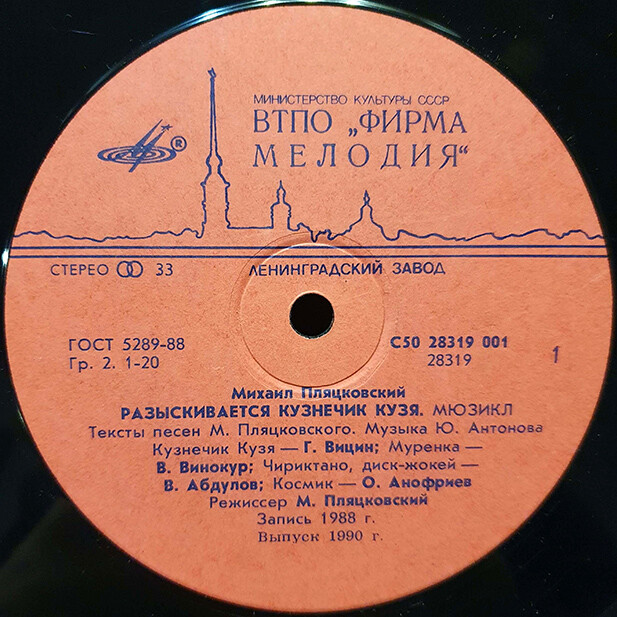 МИНИСТЕРСТВО КУЛЬТУРЫ СССР
ВТПО „ФИРМА
МЕЛОДИЯ“
®
СТЕРЕО 33
ЛЕНИНГРАДСКИЙ ЗАВОД
ГОСТ 5289-88
Гр. 2. 1-20
С50 28319 001
28319
1
Михаил Пляцковский
РАЗЫСКИВАЕТСЯ КУЗНЕЧИК КУЗЯ. МЮЗИКЛ
Тексты песен М. Пляцковского. Музыка Ю. Антонова
Кузнечик Кузя — Г. Вицин; Муренка —
В. Винокур; Чириктано, диск-жокей —
В. Абдулов; Космик — О. Анофриев
Режиссер М. Пляцковский
Запись 1988 г.
Выпуск 1990 г.